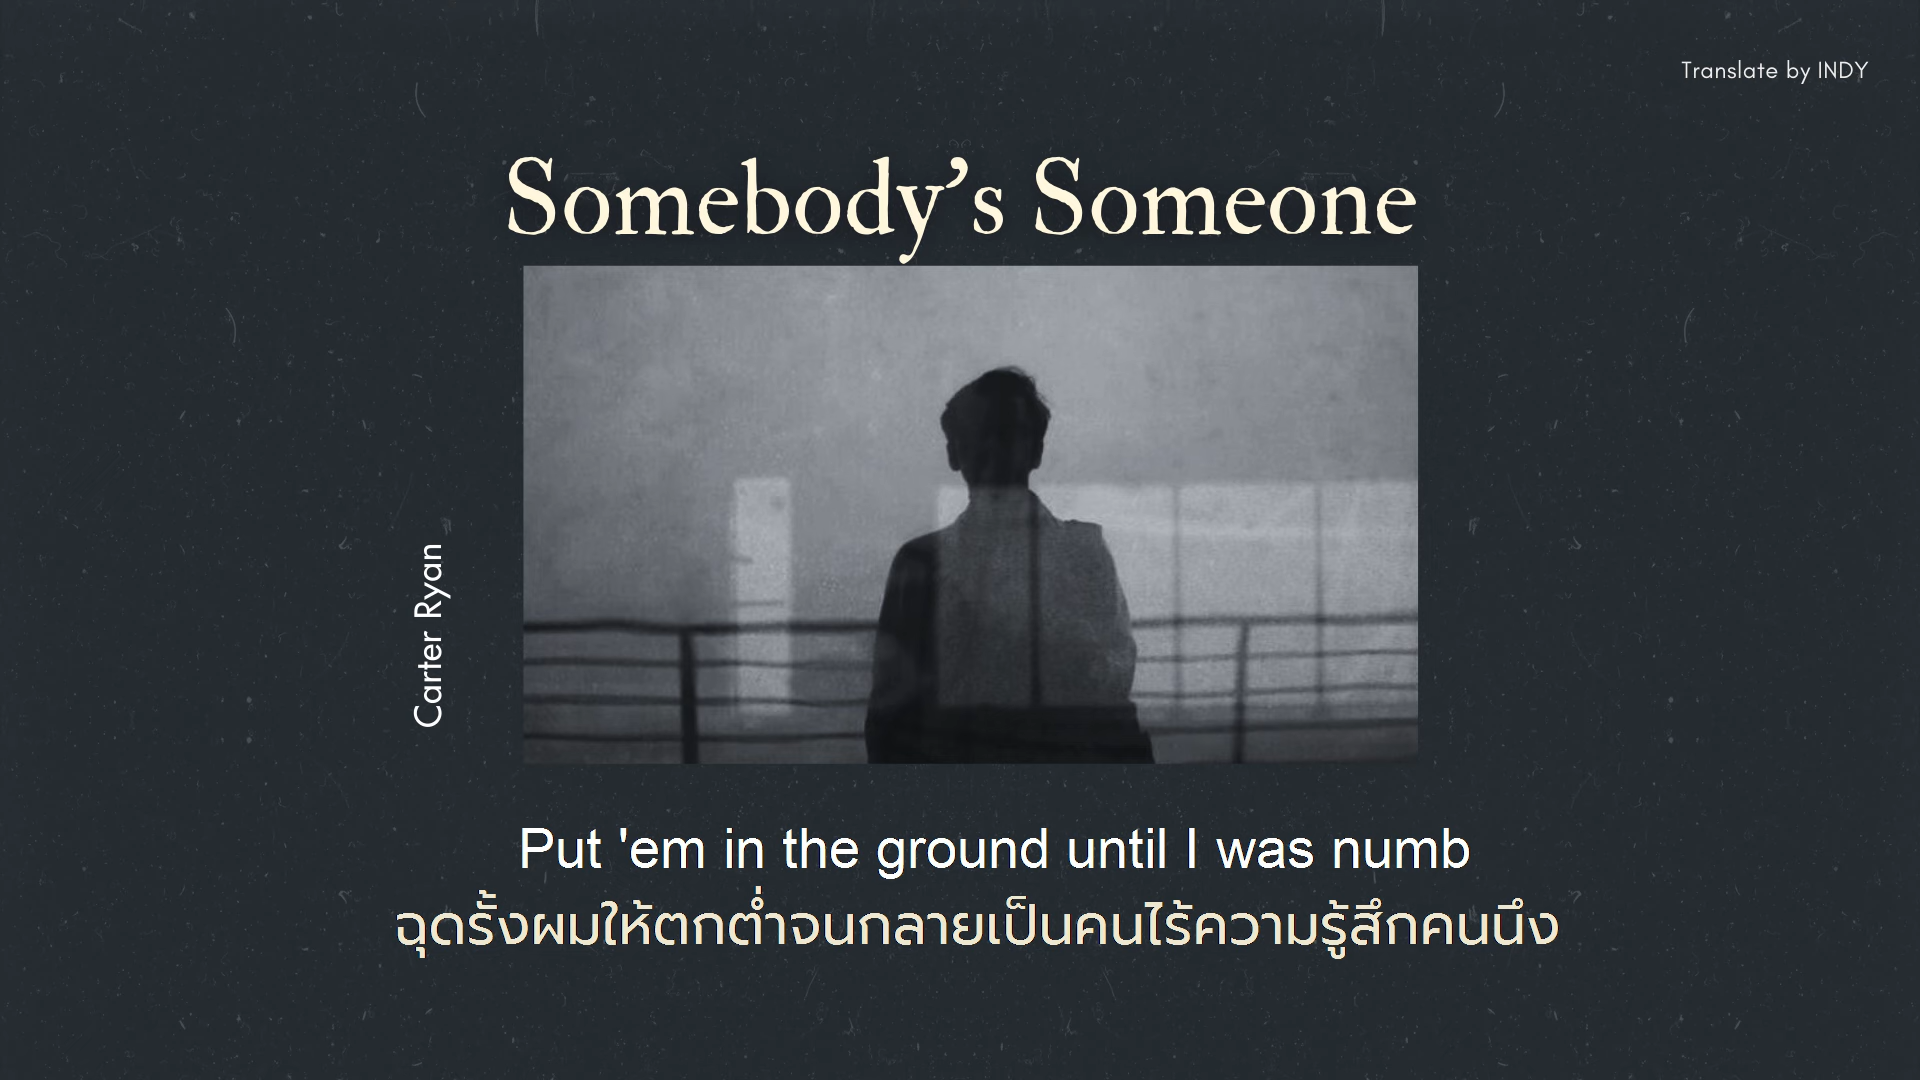 Translate by INDY
Somebody’s Someone
Carter Ryan
Put 'em in the ground until I was numb
ฉุดรั้งผมให้ตกต่ำจนกลายเป็นคนไร้ความรู้สึกคนนึง